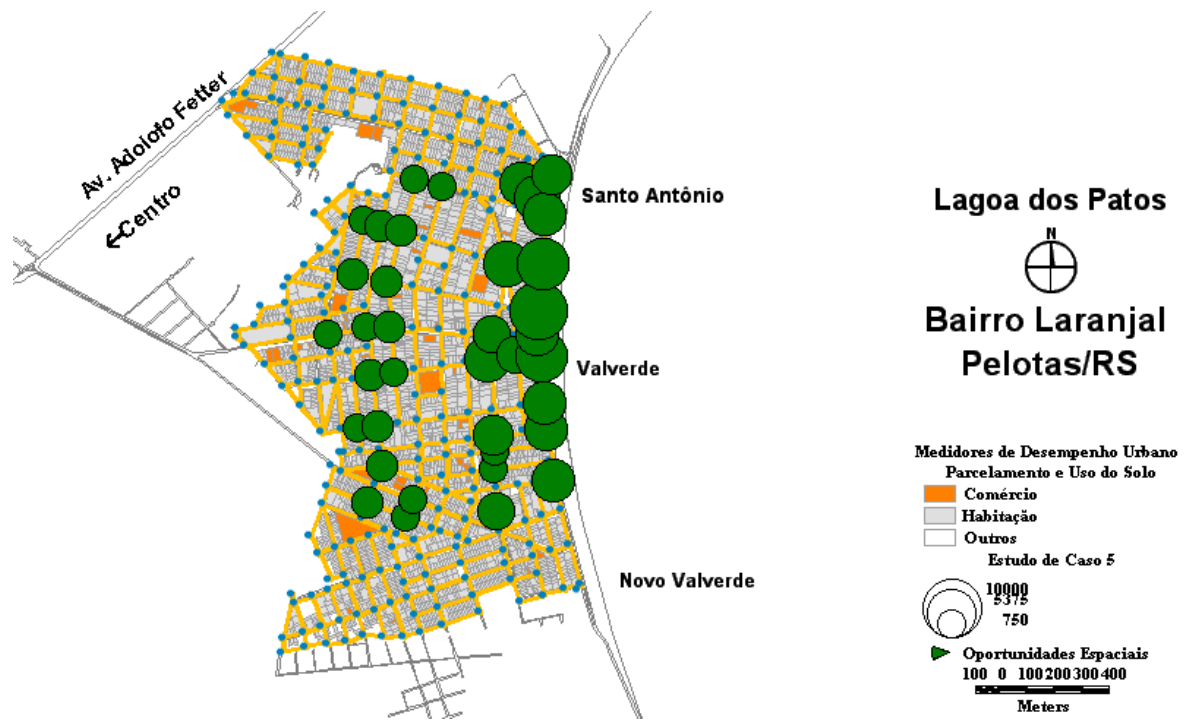 Av. Adolofo Fetter
←Centro
Santo Antônio
Valverde
Novo Valverde
Lagoa dos Patos
N
Bairro Laranjal
Pelotas/RS
Medidores de Desempenho Urbano
Parcelamento e Uso do Solo
Comércio
Habitação
Outros
Estudo de Caso 5
10000
5375
750
Oportunidades Espaciais
100 0 100 200 300 400
Meters